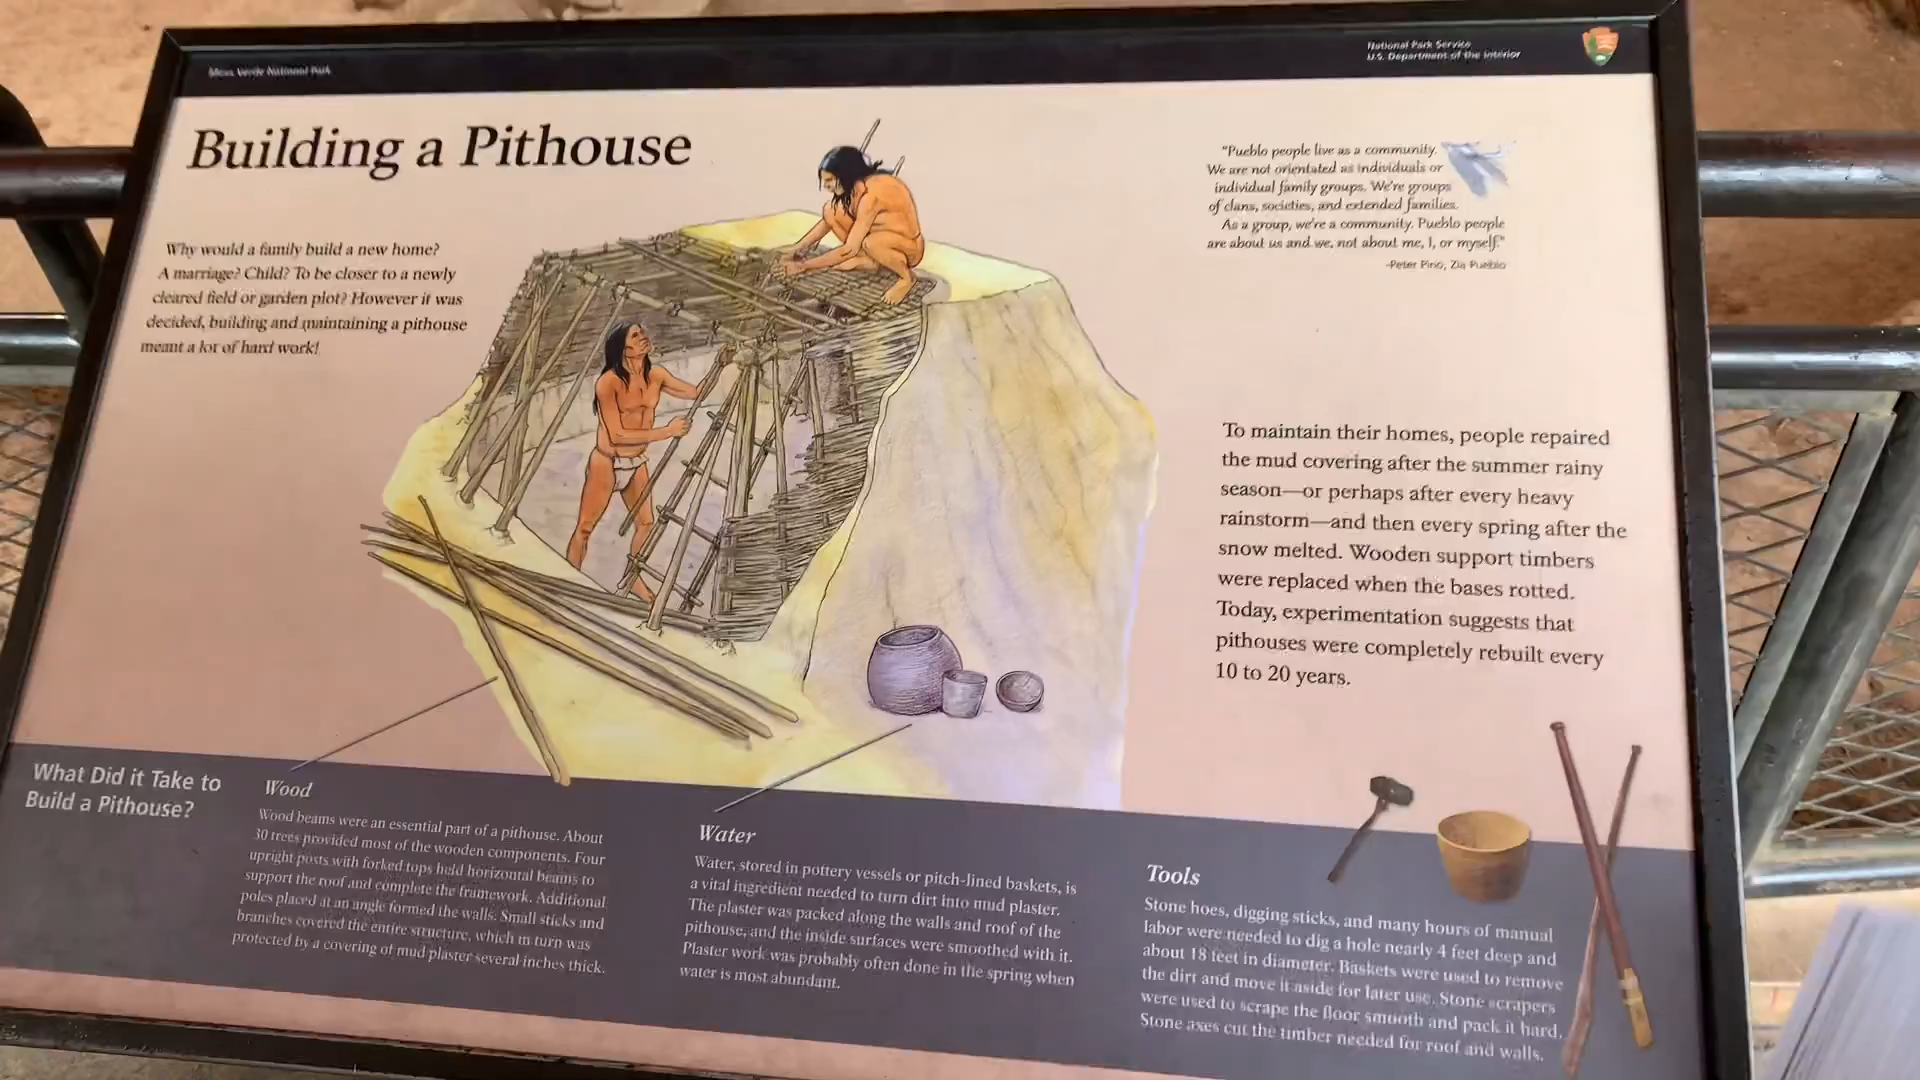 Mesa Verde National Park
National Park Service
U.S. Department of the Interior
Building a Pithouse
Why would a family build a new home?
A marriage? Child? To be closer to a newly
cleared field or garden plot? However it was
decided, building and maintaining a pithouse
meant a lot of hard work!
"Pueblo people live as a community.
We are not orientated as individuals or
individual family groups. We're groups
of clans, societies, and extended families.
As a group, we're a community. Pueblo people
are about us and we, not about me, I, or myself."
-Peter Pino, Zia Pueblo
To maintain their homes, people repaired
the mud covering after the summer rainy
season—or perhaps after every heavy
rainstorm—and then every spring after the
snow melted. Wooden support timbers
were replaced when the bases rotted.
Today, experimentation suggests that
pithouses were completely rebuilt every
10 to 20 years.
What Did it Take to
Build a Pithouse?
Wood
Wood beams were an essential part of a pithouse. About
30 trees provided most of the wooden components. Four
upright posts with forked tops held horizontal beams to
support the roof and complete the framework. Additional
poles placed at an angle formed the walls. Small sticks and
branches covered the entire structure, which in turn was
protected by a covering of mud plaster several inches thick.
Water
Water, stored in pottery vessels or pitch-lined baskets, is
a vital ingredient needed to turn dirt into mud plaster.
The plaster was packed along the walls and roof of the
pithouse, and the inside surfaces were smoothed with it.
Plaster work was probably often done in the spring when
water is most abundant.
Tools
Stone hoes, digging sticks, and many hours of manual
labor were needed to dig a hole nearly 4 feet deep and
about 18 feet in diameter. Baskets were used to remove
the dirt and move it aside for later use. Stone scrapers
were used to scrape the floor smooth and pack it hard.
Stone axes cut the timber needed for roof and walls.